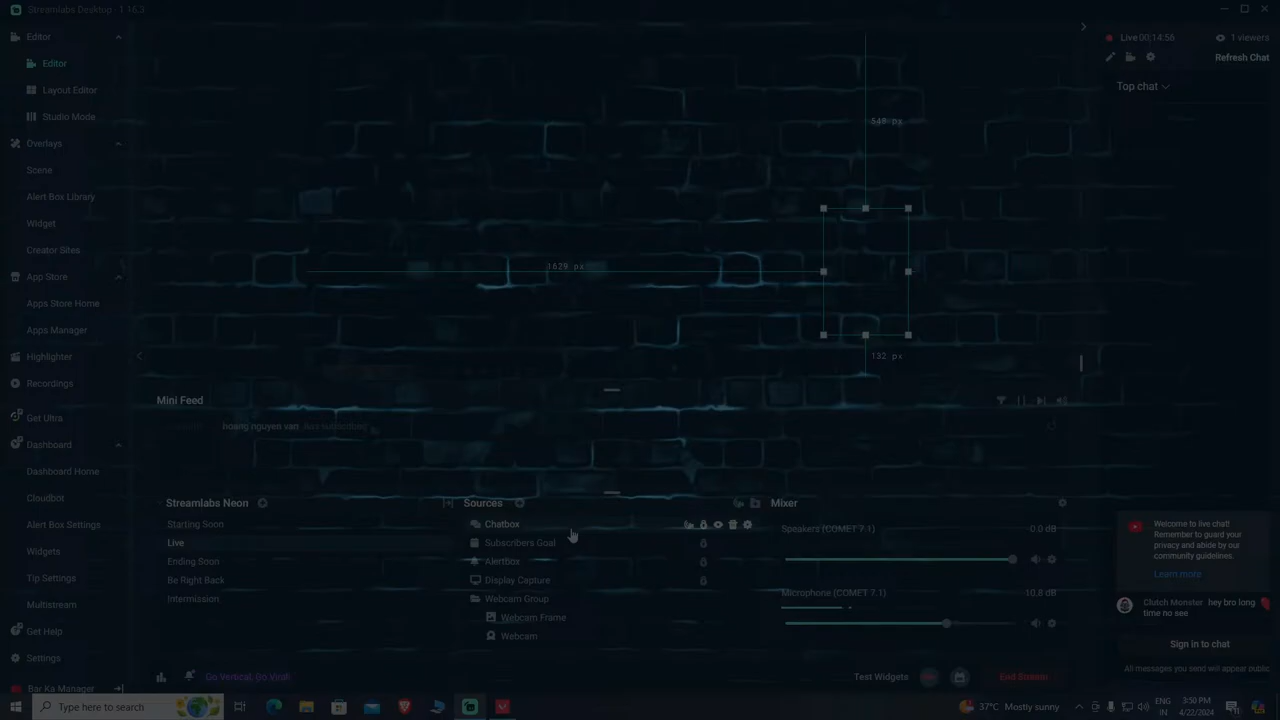 Streamlabs Desktop - 1.16.3
Editor
Editor
Layout Editor
Studio Mode
Overlays
Scene
Alert Box Library
Widget
Creator Sites
App Store
Apps Store Home
Apps Manager
Highlighter
Recordings
Get Ultra
Dashboard
Dashboard Home
Cloudbot
Alert Box Settings
Widgets
Tip Settings
Multistream
Get Help
Settings
Bar Ka Manager
548 px
1629 px
132 px
Mini Feed
hoang nguyen van
Streamlabs Neon
Starting Soon
Live
Ending Soon
Be Right Back
Intermission
Sources
Chatbox
Subscribers Goal
Alertbox
Display Capture
Webcam Group
Webcam Frame
Webcam
Mixer
Speakers (COMET 7.1) 0.0 dB
Microphone (COMET 7.1) 10.8 dB
Go Vertical, Go Viral!
Test Widgets
End Stream
Live 00:14:56
1 viewers
Refresh Chat
Top chat
Welcome to live chat!
Remember to guard your
privacy and abide by our
community guidelines.
Learn more
Clutch Monster hey bro long
time no see
Sign in to chat
All messages you send will appear public
Type here to search
37°C Mostly sunny
ENG
IN
3:50 PM
4/22/2024